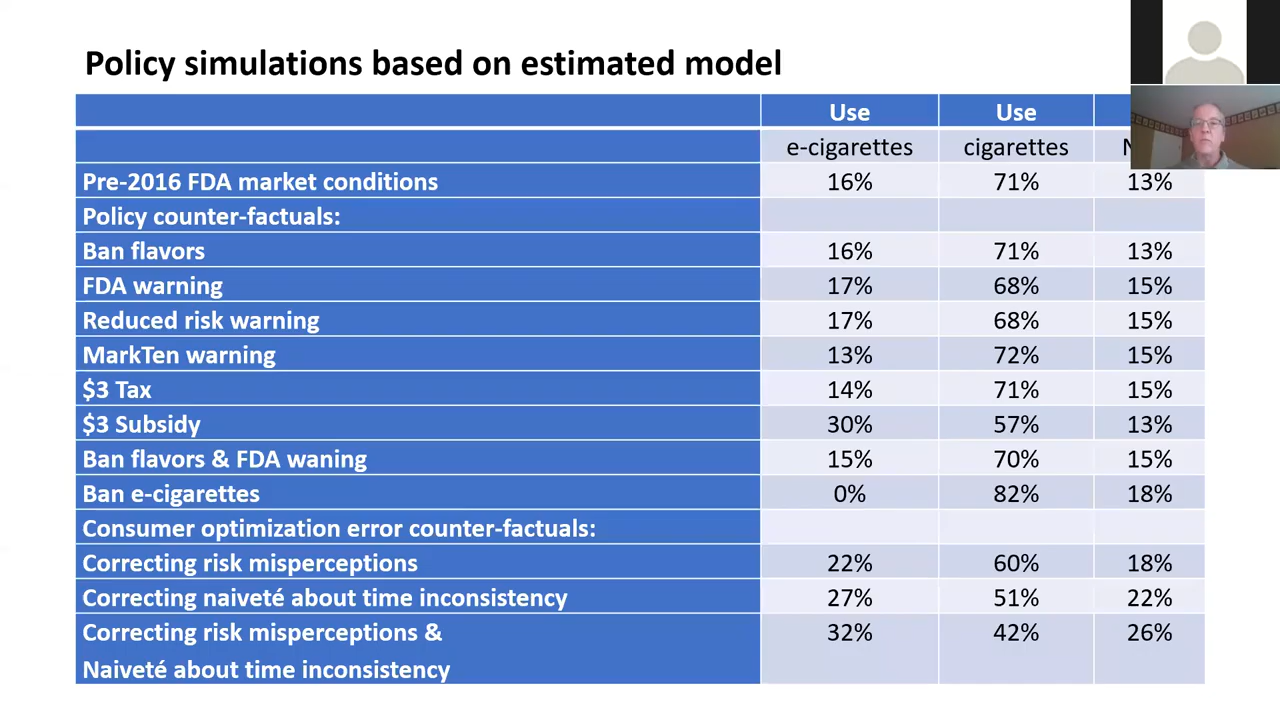 Policy simulations based on estimated model
Use Use
e-cigarettes cigarettes
Pre-2016 FDA market conditions 16% 71% 13%
Policy counter-factuals:
Ban flavors 16% 71% 13%
FDA warning 17% 68% 15%
Reduced risk warning 17% 68% 15%
MarkTen warning 13% 72% 15%
$3 Tax 14% 71% 15%
$3 Subsidy 30% 57% 13%
Ban flavors & FDA waning 15% 70% 15%
Ban e-cigarettes 0% 82% 18%
Consumer optimization error counter-factuals:
Correcting risk misperceptions 22% 60% 18%
Correcting naiveté about time inconsistency 27% 51% 22%
Correcting risk misperceptions & 32% 42% 26%
Naiveté about time inconsistency